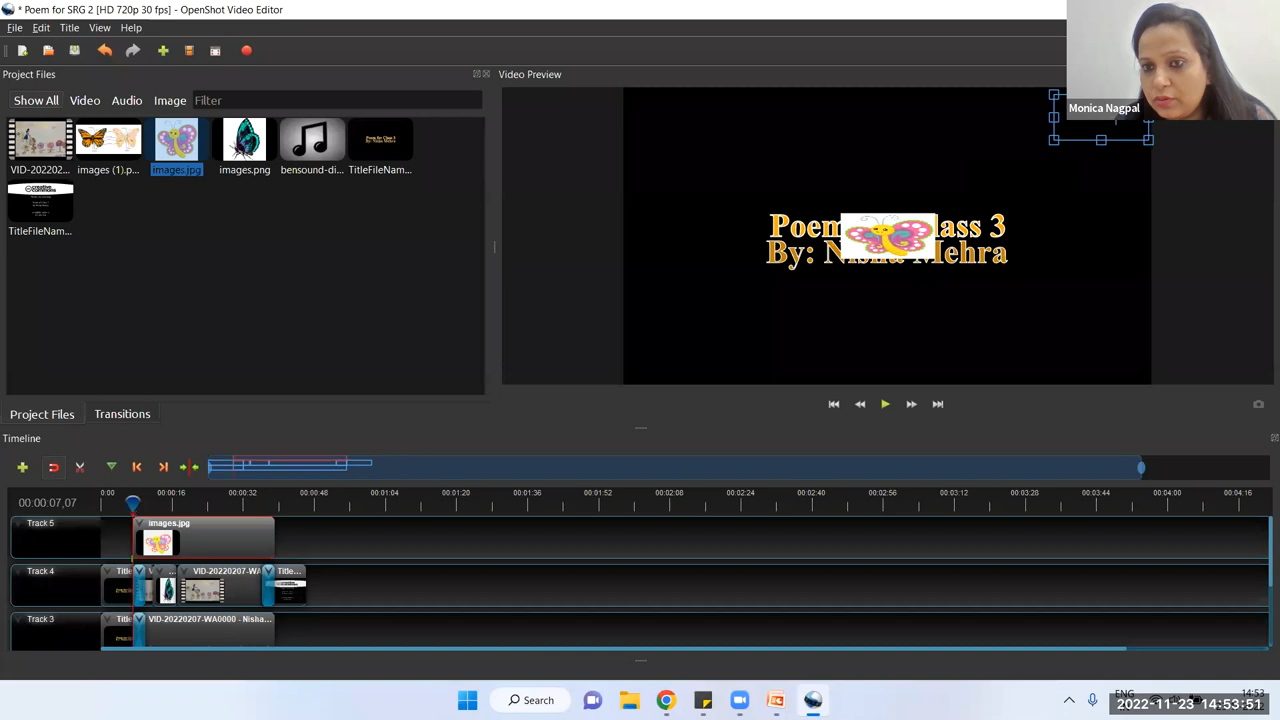 * Poem for SRG 2 [HD 720p 30 fps] - OpenShot Video Editor
File Edit Title View Help
Project Files
Video Preview
Monica Nagpal
Show All Video Audio Image Filter
VID-202202... images (1).p... images.jpg images.png bensound-di... TitleFileNam...
TitleFileNam...
Poem Class 3
By: Nisha Mehra
Project Files Transitions
Timeline
00:00:07,07 0:00 00:00:16 00:00:32 00:00:48 00:01:04 00:01:20 00:01:36 00:01:52 00:02:08 00:02:24 00:02:40 00:02:56 00:03:12 00:03:28 00:03:44 00:04:00 00:04:16
Track 5 images.jpg
Track 4 Title VID-20220207-WA Title...
Track 3 Title VID-20220207-WA0000 - Nisha...
Search
ENG
14:53
2022-11-23 14:53:51